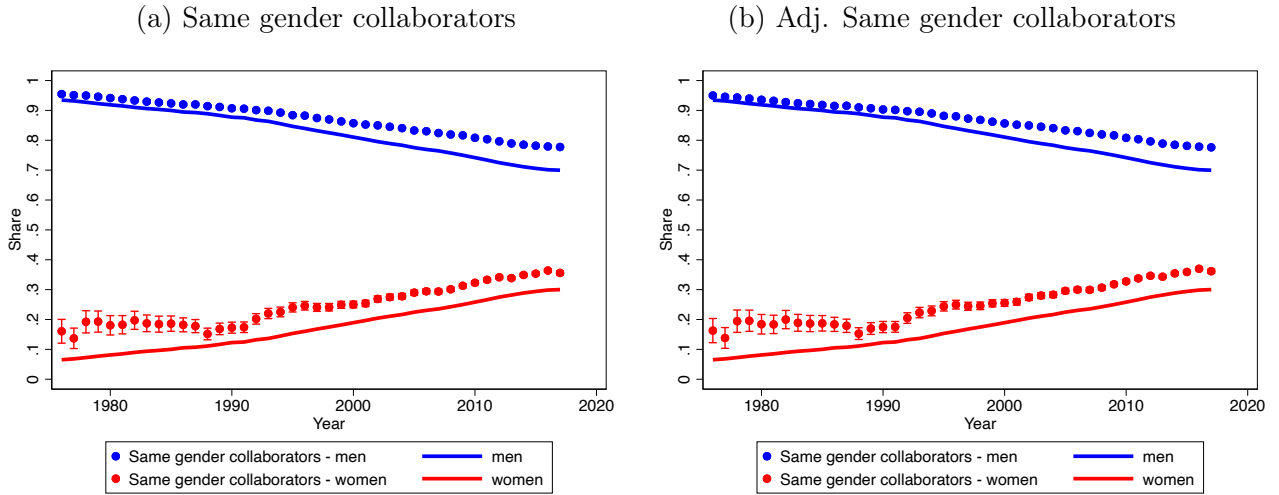 (a) Same gender collaborators
(b) Adj. Same gender collaborators
Share
0 .1 .2 .3 .4 .5 .6 .7 .8 .9 1
1980 1990 2000 2010 2020
Year
Same gender collaborators - men men
Same gender collaborators - women women
Share
0 .1 .2 .3 .4 .5 .6 .7 .8 .9 1
1980 1990 2000 2010 2020
Year
Same gender collaborators - men men
Same gender collaborators - women women